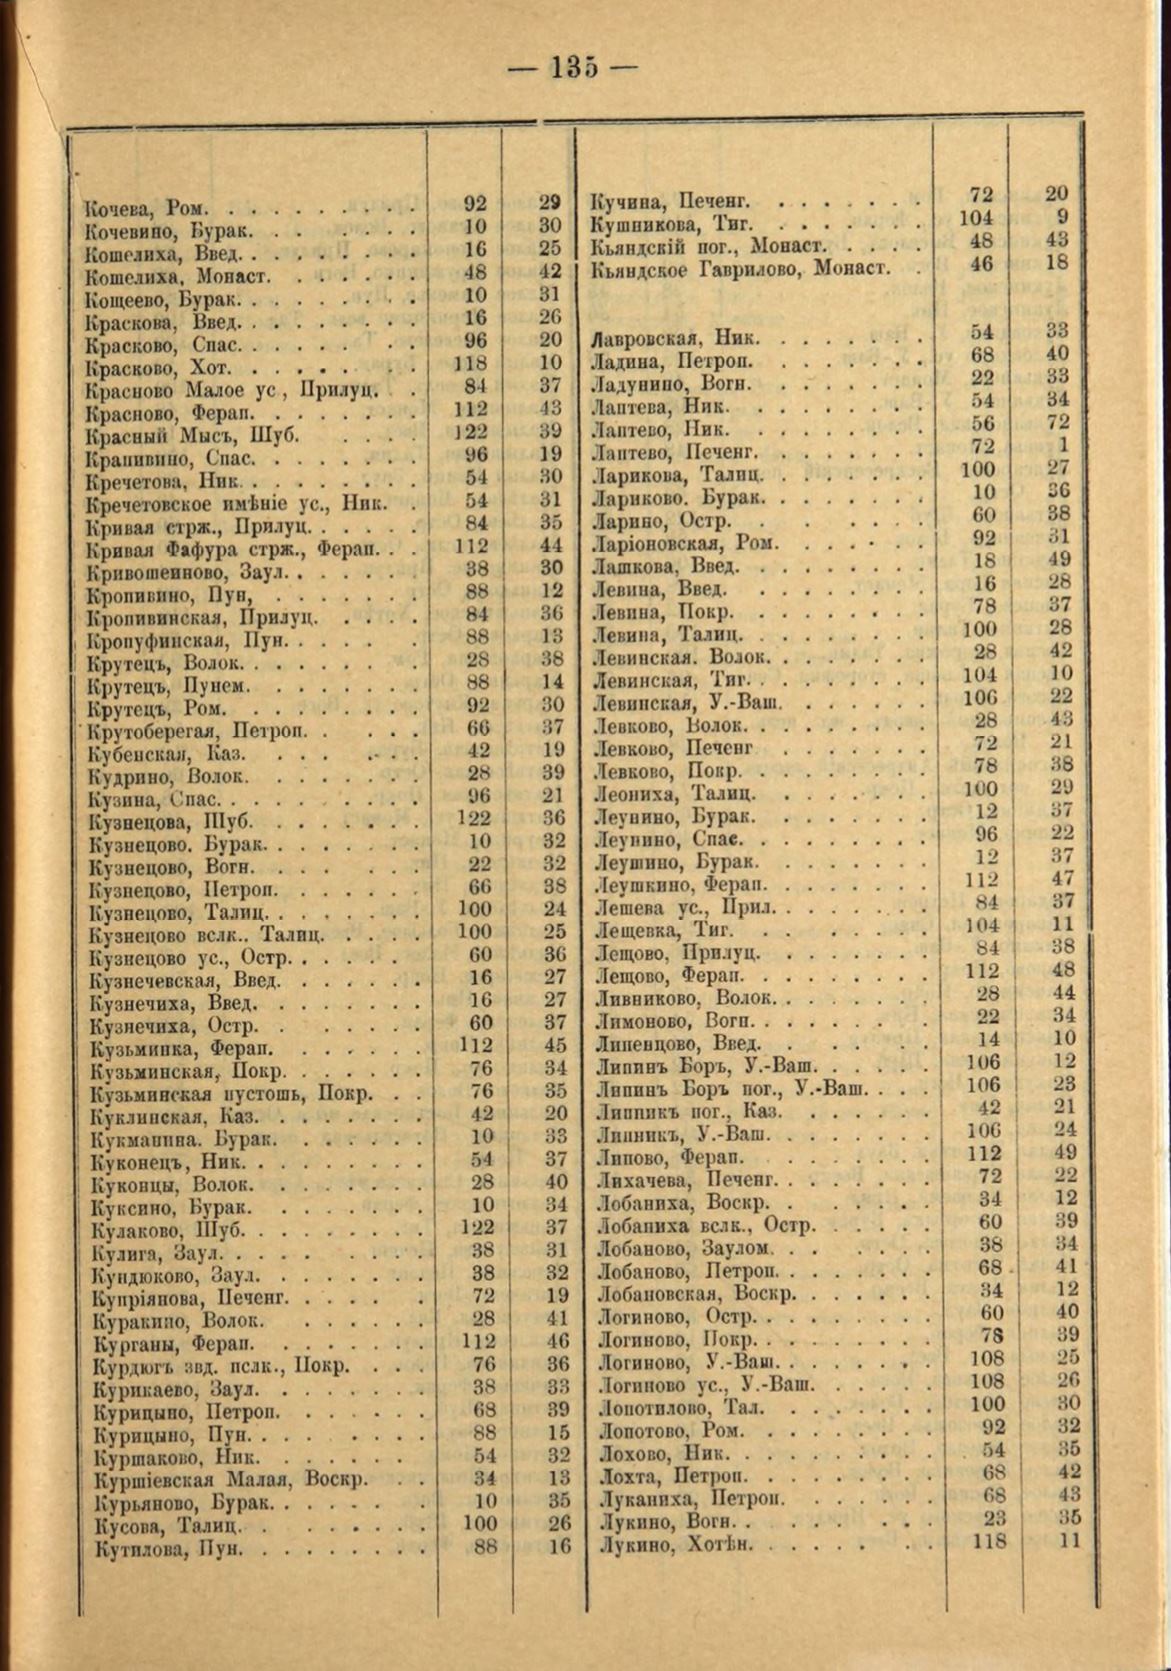 — 135 —
Кочева, Ром. 92 29
Кочевино, Бурак. 10 30
Кошелиха, Введ. 16 25
Кошелиха, Монаст. 48 42
Кощеево, Бурак. 10 31
Краскова, Введ. 16 26
Красково, Спас. 96 20
Красково, Хот. 118 10
Красново Малое ус, Прилуц. 84 37
Красново, Ферап. 112 43
Красный Мысъ, Шуб. 122 39
Крапивино, Спас. 96 19
Кречетова, Ник. 54 30
Кречетовское имѣніе ус., Ник. 54 31
Кривая стрж., Прилуц. 84 35
Кривая Фафура стрж., Ферап. 112 44
Кривошеиново, Заул. 38 30
Кропивино, Пун, 88 12
Кропивинская, Прилуц. 84 36
Кропуфинская, Пун. 88 13
Крутецъ, Волок. 28 38
Крутецъ, Пунем. 88 14
Крутецъ, Ром. 92 30
Крутоберегая, Петроп. 66 37
Кубенская, Каз. 42 19
Кудрино, Волок. 28 39
Кузина, Спас. 96 21
Кузнецова, Шуб. 122 36
Кузнецово. Бурак. 10 32
Кузнецово, Вогн. 22 32
Кузнецово, Петроп. 66 38
Кузнецово, Талиц. 100 24
Кузнецово вслк.. Талиц. 100 25
Кузнецово ус., Остр. 60 36
Кузнечевская, Введ. 16 27
Кузнечиха, Введ. 16 27
Кузнечиха, Остр. 60 37
Кузьминка, Ферап. 112 45
Кузьминская, Покр. 76 34
Кузьминская пустошь, Покр. 76 35
Куклинская, Каз. 42 20
Кукманина. Бурак. 10 33
Куконецъ, Ник. 54 37
Куконцы, Волок. 28 40
Куксино, Бурак. 10 34
Кулаково, Шуб. 122 37
Кулига, Заул. 38 31
Кундюково, Заул. 38 32
Купріянова, Печенг. 72 19
Куракино, Волок. 28 41
Курганы, Ферап. 112 46
Курдюгъ звд. пслк., Покр. 76 36
Курикаево, Заул. 38 33
Курицыно, Петроп. 68 39
Курицыно, Пун. 88 15
Куршаково, Ник. 54 32
Куршіевская Малая, Воскр. 34 13
Курьяново, Бурак. 10 35
Кусова, Талиц. 100 26
Кутилова, Пун. 88 16
Кучина, Печенг. 72 20
Кушникова, Тиг. 104 9
Кьяндскій пог., Монаст. 48 43
Кьяндское Гаврилово, Монаст. 46 18
Лавровская, Ник. 54 33
Ладина, Петроп. 68 40
Ладунино, Вогн. 22 33
Лаптева, Ник. 54 34
Лаптево, Ник. 56 72
Лаптево, Печенг. 72 1
Ларикова, Талиц. 100 27
Лариково. Бурак. 10 36
Ларино, Остр. 60 38
Ларіоновская, Ром. 92 31
Лашкова, Введ. 18 49
Левина, Введ. 16 28
Левина, Покр. 78 37
Левина, Талиц. 100 28
Левинская. Волок. 28 42
Левинская, Тиг. 104 10
Левинская, У.-Ваш. 106 22
Левково, Волок. 28 43
Левково, Печенг 72 21
Левково, Покр. 78 38
Леониха, Талиц. 100 29
Леунино, Бурак. 12 37
Леунино, Спас. 96 22
Леушино, Бурак. 12 37
Леушкино, Ферап. 112 47
Лешева ус., Прил. 84 37
Лещевка, Тиг. 104 11
Лещово, Прилуц. 84 38
Лещово, Ферап. 112 48
Ливниково, Волок. 28 44
Лимоново, Вогн. 22 34
Липенцово, Введ. 14 10
Липинъ Боръ, У.-Ваш. 106 12
Липинъ Боръ пог., У.-Ваш. 106 23
Липникъ пог., Каз. 42 21
Липникъ, У.-Ваш. 106 24
Липово, Ферап. 112 49
Лихачева, Печенг. 72 22
Лобаниха, Воскр. 34 12
Лобаниха вслк., Остр. 60 39
Лобаново, Заулом. 38 34
Лобаново, Петроп. 68 41
Лобановская, Воскр. 34 12
Логиново, Остр. 60 40
Логиново, Покр. 78 39
Логиново, У.-Ваш. 108 25
Логиново ус., У.-Ваш. 108 26
Лопотилово, Тал. 100 30
Лопотово, Ром. 92 32
Лохово, Ник. 54 35
Лохта, Петроп. 68 42
Луканиха, Петроп. 68 43
Лукино, Вогн. 23 35
Лукино, Хотѣн. 118 11